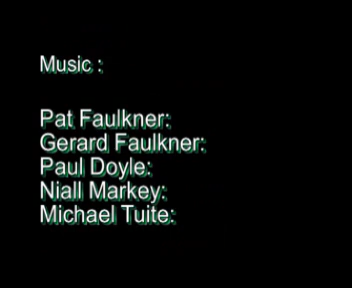 Music :
Pat Faulkner:
Gerard Faulkner:
Paul Doyle:
Niall Markey:
Michael Tuite: